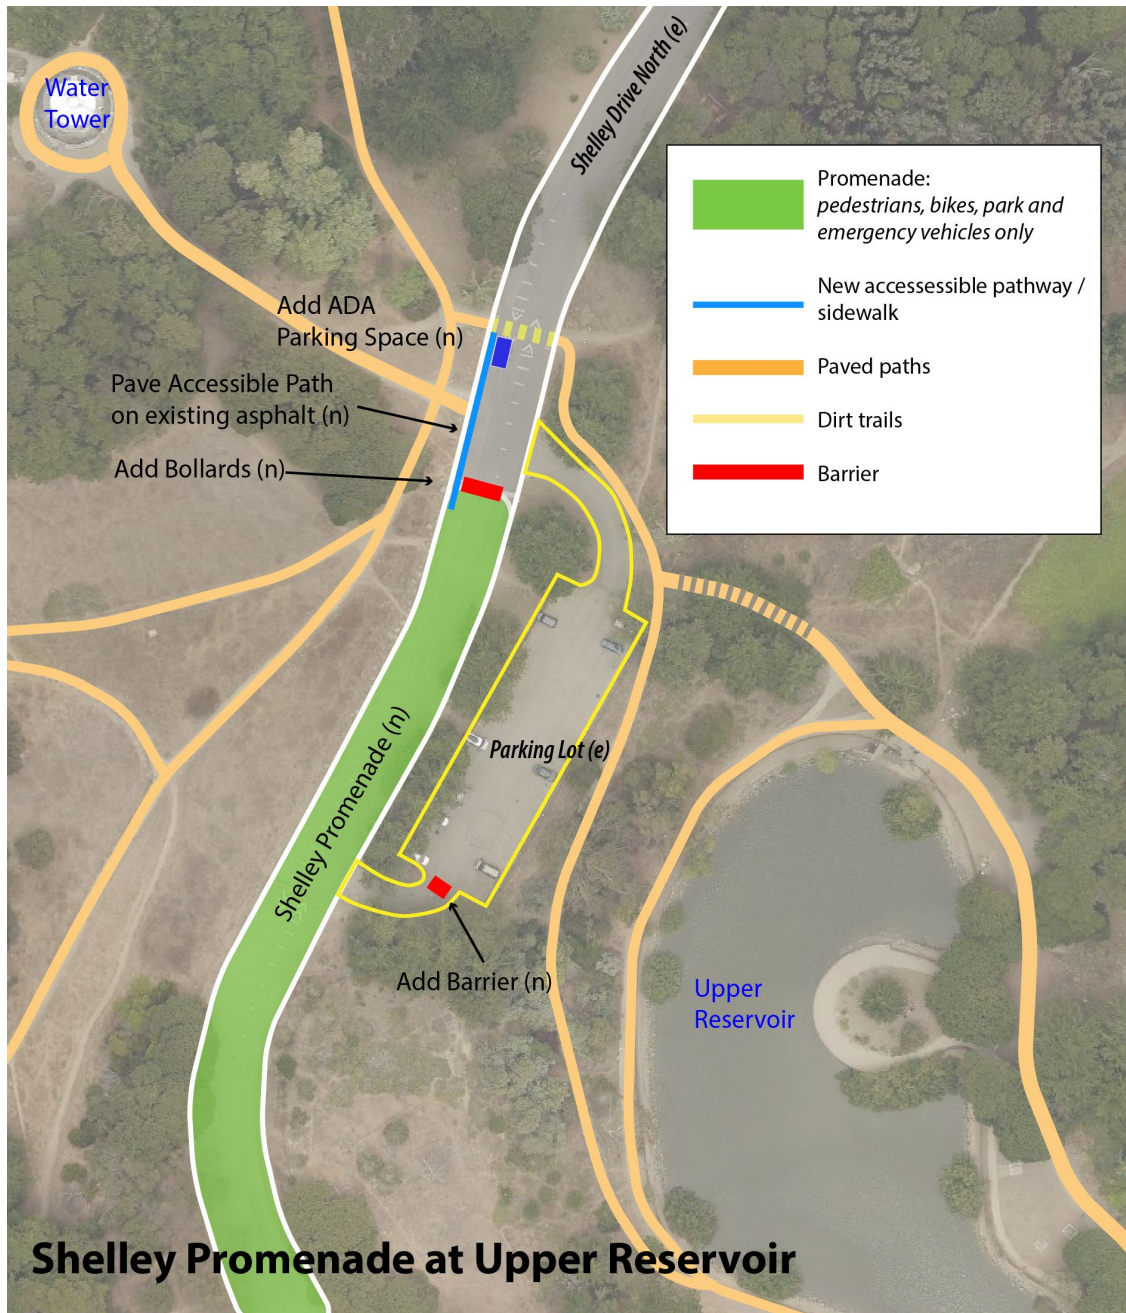 Water
Tower
Shelley Drive North (e)
Promenade:
pedestrians, bikes, park and
emergency vehicles only
New accessessible pathway /
sidewalk
Paved paths
Dirt trails
Barrier
Add ADA
Parking Space (n)
Pave Accessible Path
on existing asphalt (n)
Add Bollards (n)
Shelley Promenade (n)
Parking Lot (e)
Add Barrier (n)
Upper
Reservoir
Shelley Promenade at Upper Reservoir